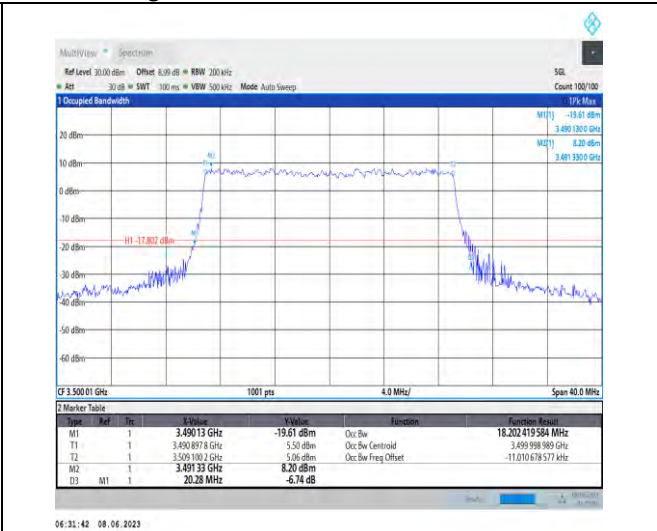 MultiView Spectrum
Ref Level 30.00 dBm Offset 8.99 dB RBW 200 kHz SGL
Att 30 dB SWT 100 ms VBW 500 kHz Mode Auto Sweep Count 100/100
1 Occupied Bandwidth 1Pk Max
M1[1] -19.61 dBm
3.490 1300 GHz
M2[1] 8.20 dBm
3.491 3300 GHz
20 dBm
10 dBm
0 dBm
-10 dBm
H1 -17.802 dBm
-20 dBm
-30 dBm
-40 dBm
-50 dBm
-60 dBm
CF 3.500 01 GHz 1001 pts 4.0 MHz/ Span 40.0 MHz
2 Marker Table
Type Ref Trc X-Value Y-Value Function Function Result
M1 1 3.490 13 GHz -19.61 dBm Occ Bw 18.202 419 584 MHz
T1 1 3.490 897 8 GHz 5.50 dBm Occ Bw Centroid 3.499 998 989 GHz
T2 1 3.509 100 2 GHz 5.06 dBm Occ Bw Freq Offset -11.010 678 577 kHz
M2 1 3.491 33 GHz 8.20 dBm
D3 M1 1 20.28 MHz -6.74 dB
06:31:42 08.06.2023